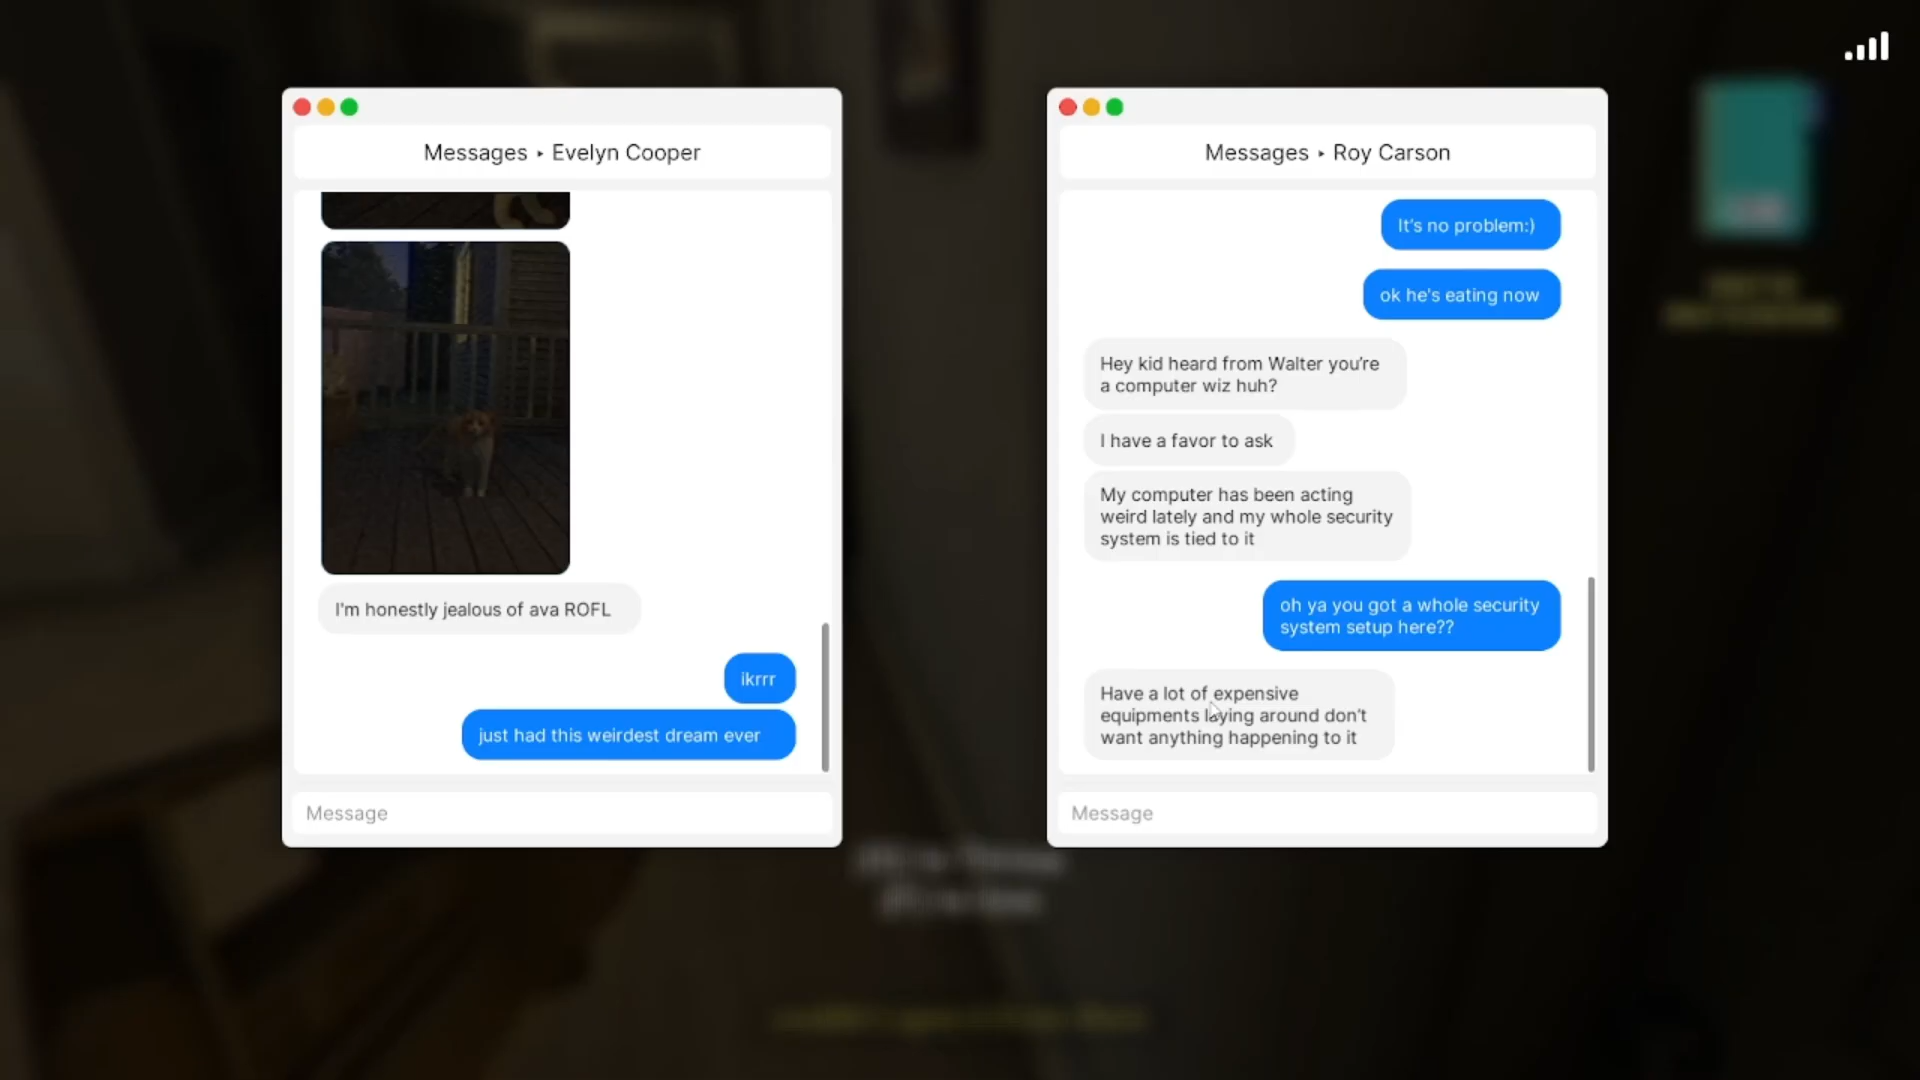 Messages ‣ Evelyn Cooper
I'm honestly jealous of ava ROFL
ikrrr
just had this weirdest dream ever
Message
Messages ‣ Roy Carson
It's no problem:)
ok he's eating now
Hey kid heard from Walter you're
a computer wiz huh?
I have a favor to ask
My computer has been acting
weird lately and my whole security
system is tied to it
oh ya you got a whole security
system setup here??
Have a lot of expensive
equipments laying around don't
want anything happening to it
Message